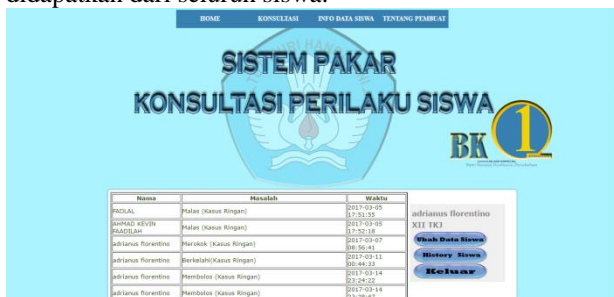 didapatkan dari seluruh siswa.
HOME KONSULTASI INFO DATA SISWA TENTANG PEMBUAT
SISTEM PAKAR
KONSULTASI PERILAKU SISWA
BK 1
Nama Masalah Waktu
FADLAL Malas (Kasus Ringan) 2017-03-05 17:51:55
AHMAD KEVIN FAADILAH Malas (Kasus Ringan) 2017-03-05 17:52:18
adrianus florentino Merokok (Kasus Ringan) 2017-03-07 08:56:41
adrianus florentino Berkelahi(Kasus Ringan) 2017-03-11 00:44:33
adrianus florentino Membolos (Kasus Ringan) 2017-03-14 23:24:22
adrianus florentino Membolos (Kasus Ringan) 2017-03-14
adrianus florentino
XII TKJ
Ubah Data Siswa
History Siswa
Keluar